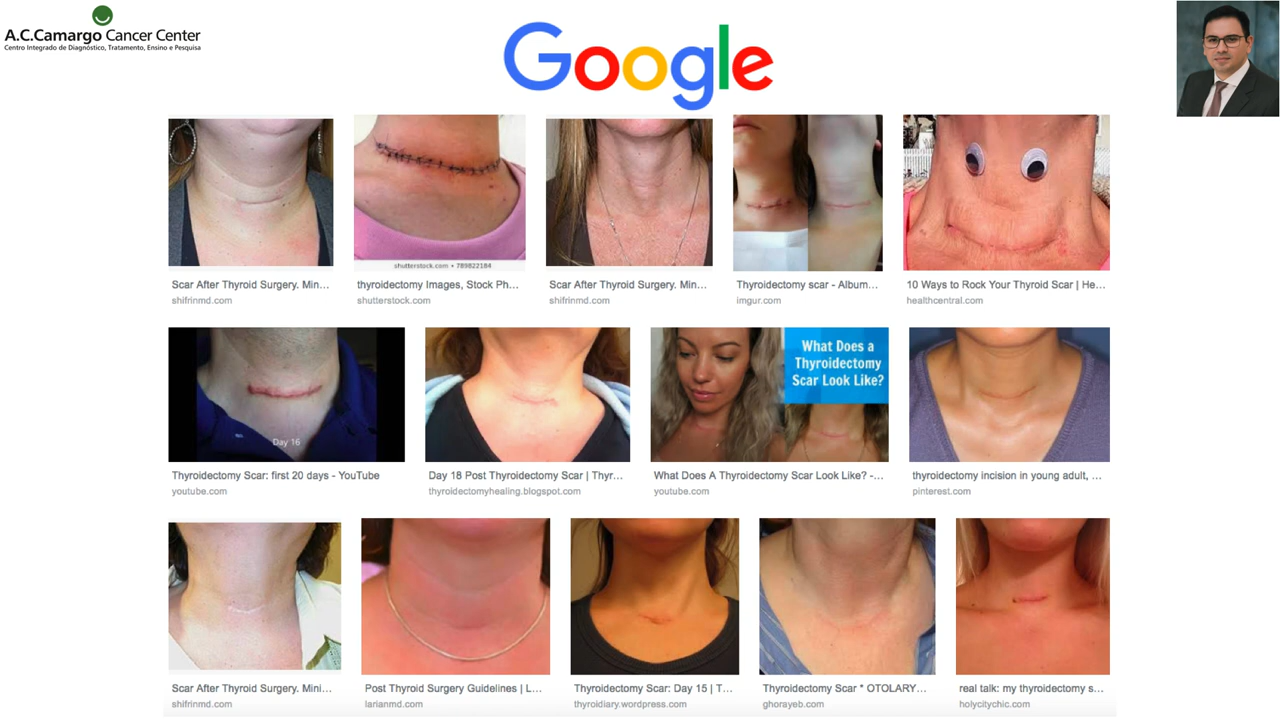 A.C.Camargo Cancer Center
Centro Integrado de Diagnóstico, Tratamento, Ensino e Pesquisa
Google
shutterstock.com • 789822184
Scar After Thyroid Surgery. Min...
shifrinmd.com
thyroidectomy Images, Stock Ph...
shutterstock.com
Scar After Thyroid Surgery. Min...
shifrinmd.com
Thyroidectomy scar - Album...
imgur.com
10 Ways to Rock Your Thyroid Scar | He...
healthcentral.com
Day 16
What Does a
Thyroidectomy
Scar Look Like?
Thyroidectomy Scar: first 20 days - YouTube
youtube.com
Day 18 Post Thyroidectomy Scar | Thyr...
thyroidectomyhealing.blogspot.com
What Does A Thyroidectomy Scar Look Like? -...
youtube.com
thyroidectomy incision in young adult, ...
pinterest.com
Scar After Thyroid Surgery. Mini...
shifrinmd.com
Post Thyroid Surgery Guidelines | L...
larianmd.com
Thyroidectomy Scar: Day 15 | T...
thyroidiary.wordpress.com
Thyroidectomy Scar * OTOLARY...
ghorayeb.com
real talk: my thyroidectomy s...
holycitychic.com